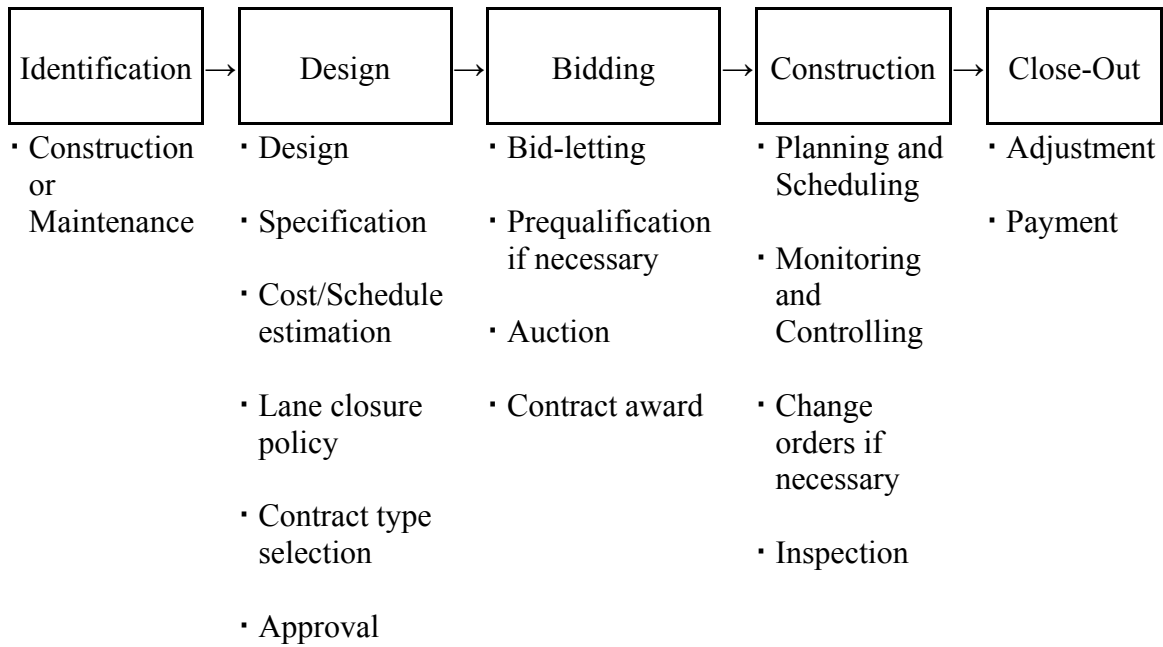 Identification → Design → Bidding → Construction → Close-Out
· Construction
or
Maintenance
· Design
· Specification
· Cost/Schedule
estimation
· Lane closure
policy
· Contract type
selection
· Approval
· Bid-letting
· Prequalification
if necessary
· Auction
· Contract award
· Planning and
Scheduling
· Monitoring
and
Controlling
· Change
orders if
necessary
· Inspection
· Adjustment
· Payment